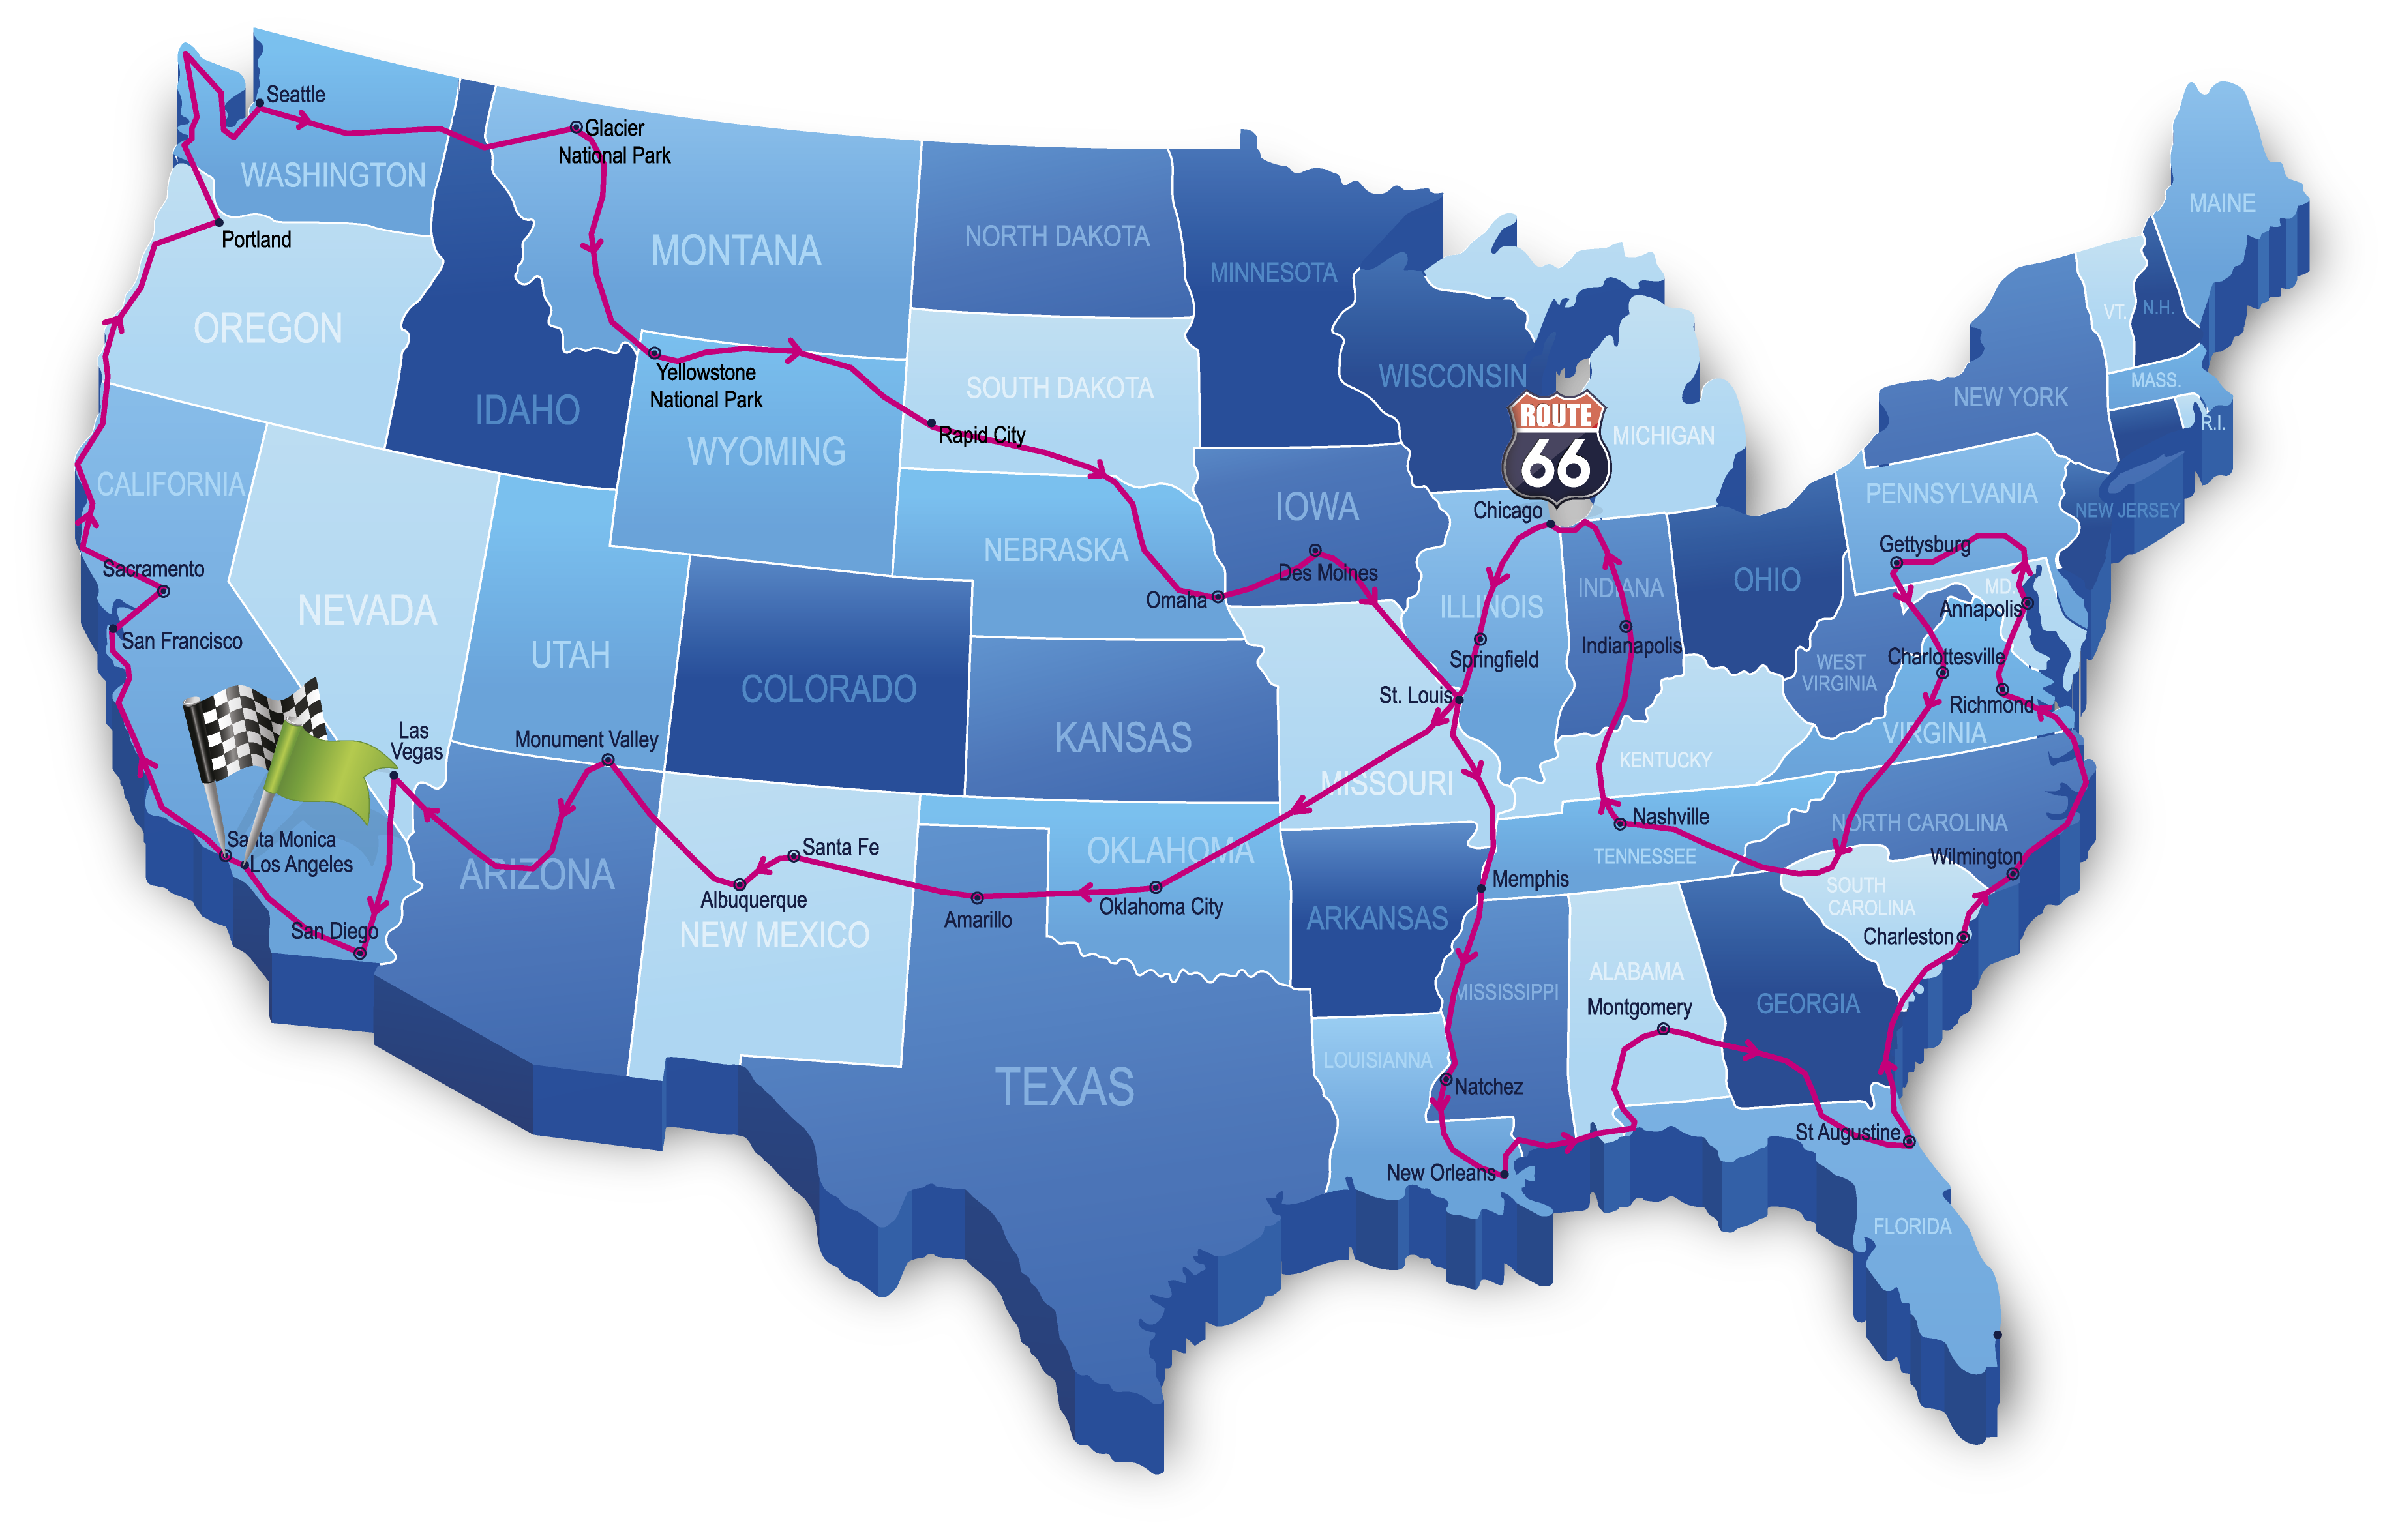 Seattle
Glacier
National Park
WASHINGTON
MAINE
Portland
MONTANA
NORTH DAKOTA
MINNESOTA
OREGON
VT.
N.H.
Yellowstone
National Park
SOUTH DAKOTA
WISCONSIN
MASS.
NEW YORK
IDAHO
ROUTE
66
R.I.
Rapid City
MICHIGAN
WYOMING
CALIFORNIA
PENNSYLVANIA
IOWA
Chicago
NEW JERSEY
NEBRASKA
Gettysburg
Sacramento
Des Moines
OHIO
INDIANA
MD.
Omaha
ILLINOIS
Annapolis
NEVADA
San Francisco
UTAH
Springfield
Indianapolis
Charlottesville
WEST
VIRGINIA
COLORADO
St. Louis
Richmond
Las
Vegas
Monument Valley
KANSAS
VIRGINIA
KENTUCKY
MISSOURI
Nashville
NORTH CAROLINA
Santa Monica
Santa Fe
OKLAHOMA
TENNESSEE
Wilmington
Los Angeles
ARIZONA
Memphis
SOUTH
CAROLINA
Albuquerque
Amarillo
Oklahoma City
ARKANSAS
San Diego
NEW MEXICO
Charleston
ALABAMA
MISSISSIPPI
Montgomery
GEORGIA
LOUISIANNA
TEXAS
Natchez
St Augustine
New Orleans
FLORIDA